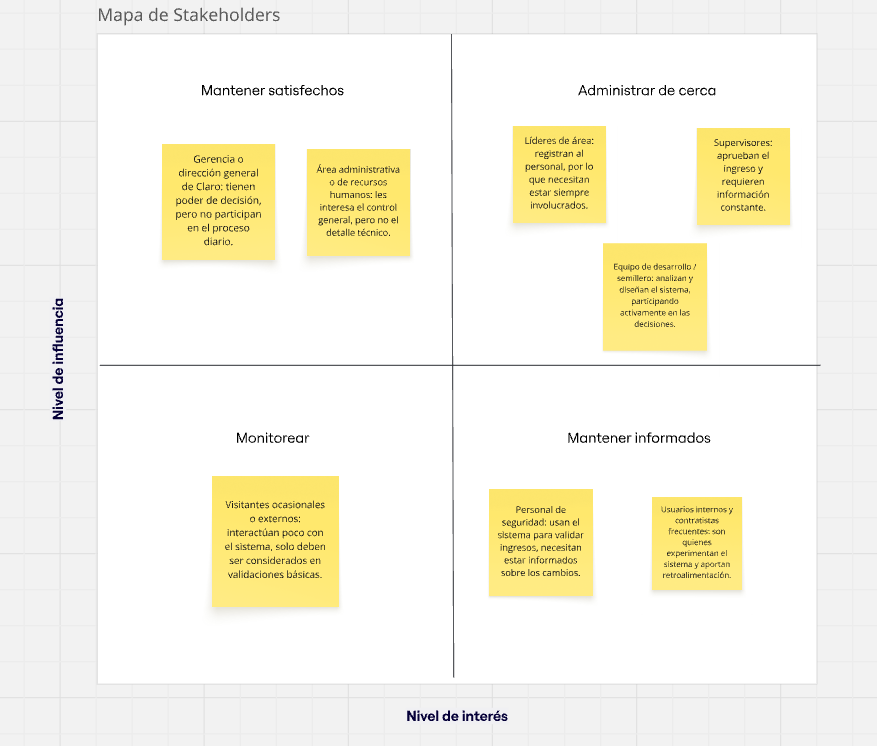 Mapa de Stakeholders
Mantener satisfechos
Gerencia o
dirección general
de Claro: tienen
poder de decisión,
pero no participan
en el proceso
diario.
Área administrativa
o de recursos
humanos: les
interesa el control
general, pero no el
detalle técnico.
Administrar de cerca
Líderes de área:
registran al
personal, por lo
que necesitan
estar siempre
involucrados.
Supervisores:
aprueban el
ingreso y
requieren
información
constante.
Equipo de desarrollo /
semillero: analizan y
diseñan el sistema,
participando
activamente en las
decisiones.
Nivel de influencia
Monitorear
Visitantes ocasionales
o externos:
interactúan poco con
el sistema, solo deben
ser considerados en
validaciones básicas.
Mantener informados
Personal de
seguridad: usan el
sistema para validar
ingresos, necesitan
estar informados
sobre los cambios.
Usuarios internos y
contratistas
frecuentes: son
quienes
experimentan el
sistema y aportan
retroalimentación.
Nivel de interés